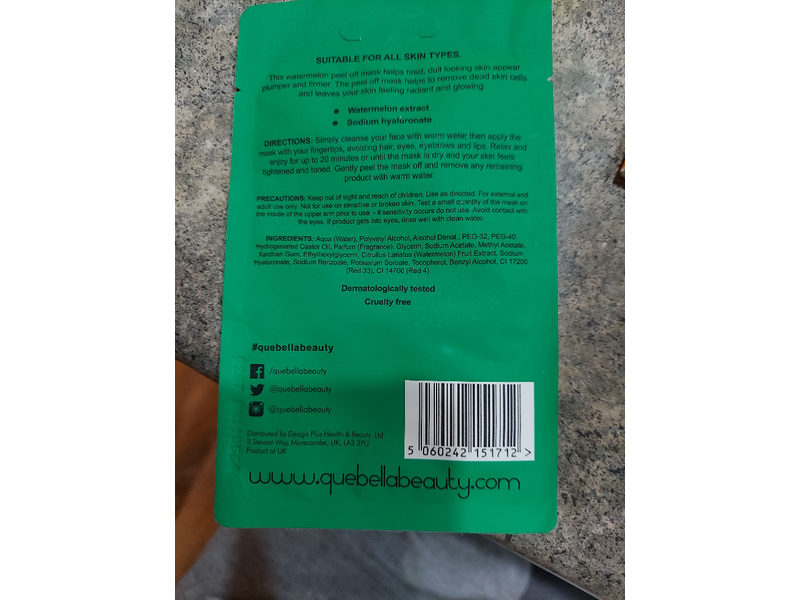 SUITABLE FOR ALL SKIN TYPES.
This watermelon peel off mask helps tired, dull looking skin appear
plumper and firmer. The peel off mask helps to remove dead skin cells
and leaves your skin feeling radiant and glowing.
● Watermelon extract
● Sodium hyaluronate
DIRECTIONS: Simply cleanse your face with warm water then apply the
mask with your fingertips, avoiding hair, eyes, eyebrows and lips. Relax and
enjoy for up to 20 minutes or until the mask is dry and your skin feels
tightened and toned. Gently peel the mask off and remove any remaining
product with warm water.
PRECAUTIONS: Keep out of sight and reach of children. Use as directed. For external and
adult use only. Not for use on sensitive or broken skin. Test a small quantity of the mask on
the inside of the upper arm prior to use - if sensitivity occurs do not use. Avoid contact with
the eyes. If product gets into eyes, rinse well with clean water.
INGREDIENTS: Aqua (Water), Polyvinyl Alcohol, Alcohol Denat., PEG-32, PEG-40
Hydrogenated Castor Oil, Parfum (Fragrance), Glycerin, Sodium Acetate, Methyl Acetate,
Xanthan Gum, Ethylhexylglycerin, Citrullus Lanatus (Watermelon) Fruit Extract, Sodium
Hyaluronate, Sodium Benzoate, Potassium Sorbate, Tocopherol, Benzyl Alcohol, CI 17200
(Red 33), CI 14700 (Red 4).
Dermatologically tested
Cruelty free
#quebellabeauty
/quebellabeauty
@quebellabeauty
@quebellabeauty
Distributed by Design Plus Health & Beauty. Ltd
3 Stevant Way, Morecambe, UK, LA3 3PU
Product of UK
5 060242 151712 >
www.quebellabeauty.com